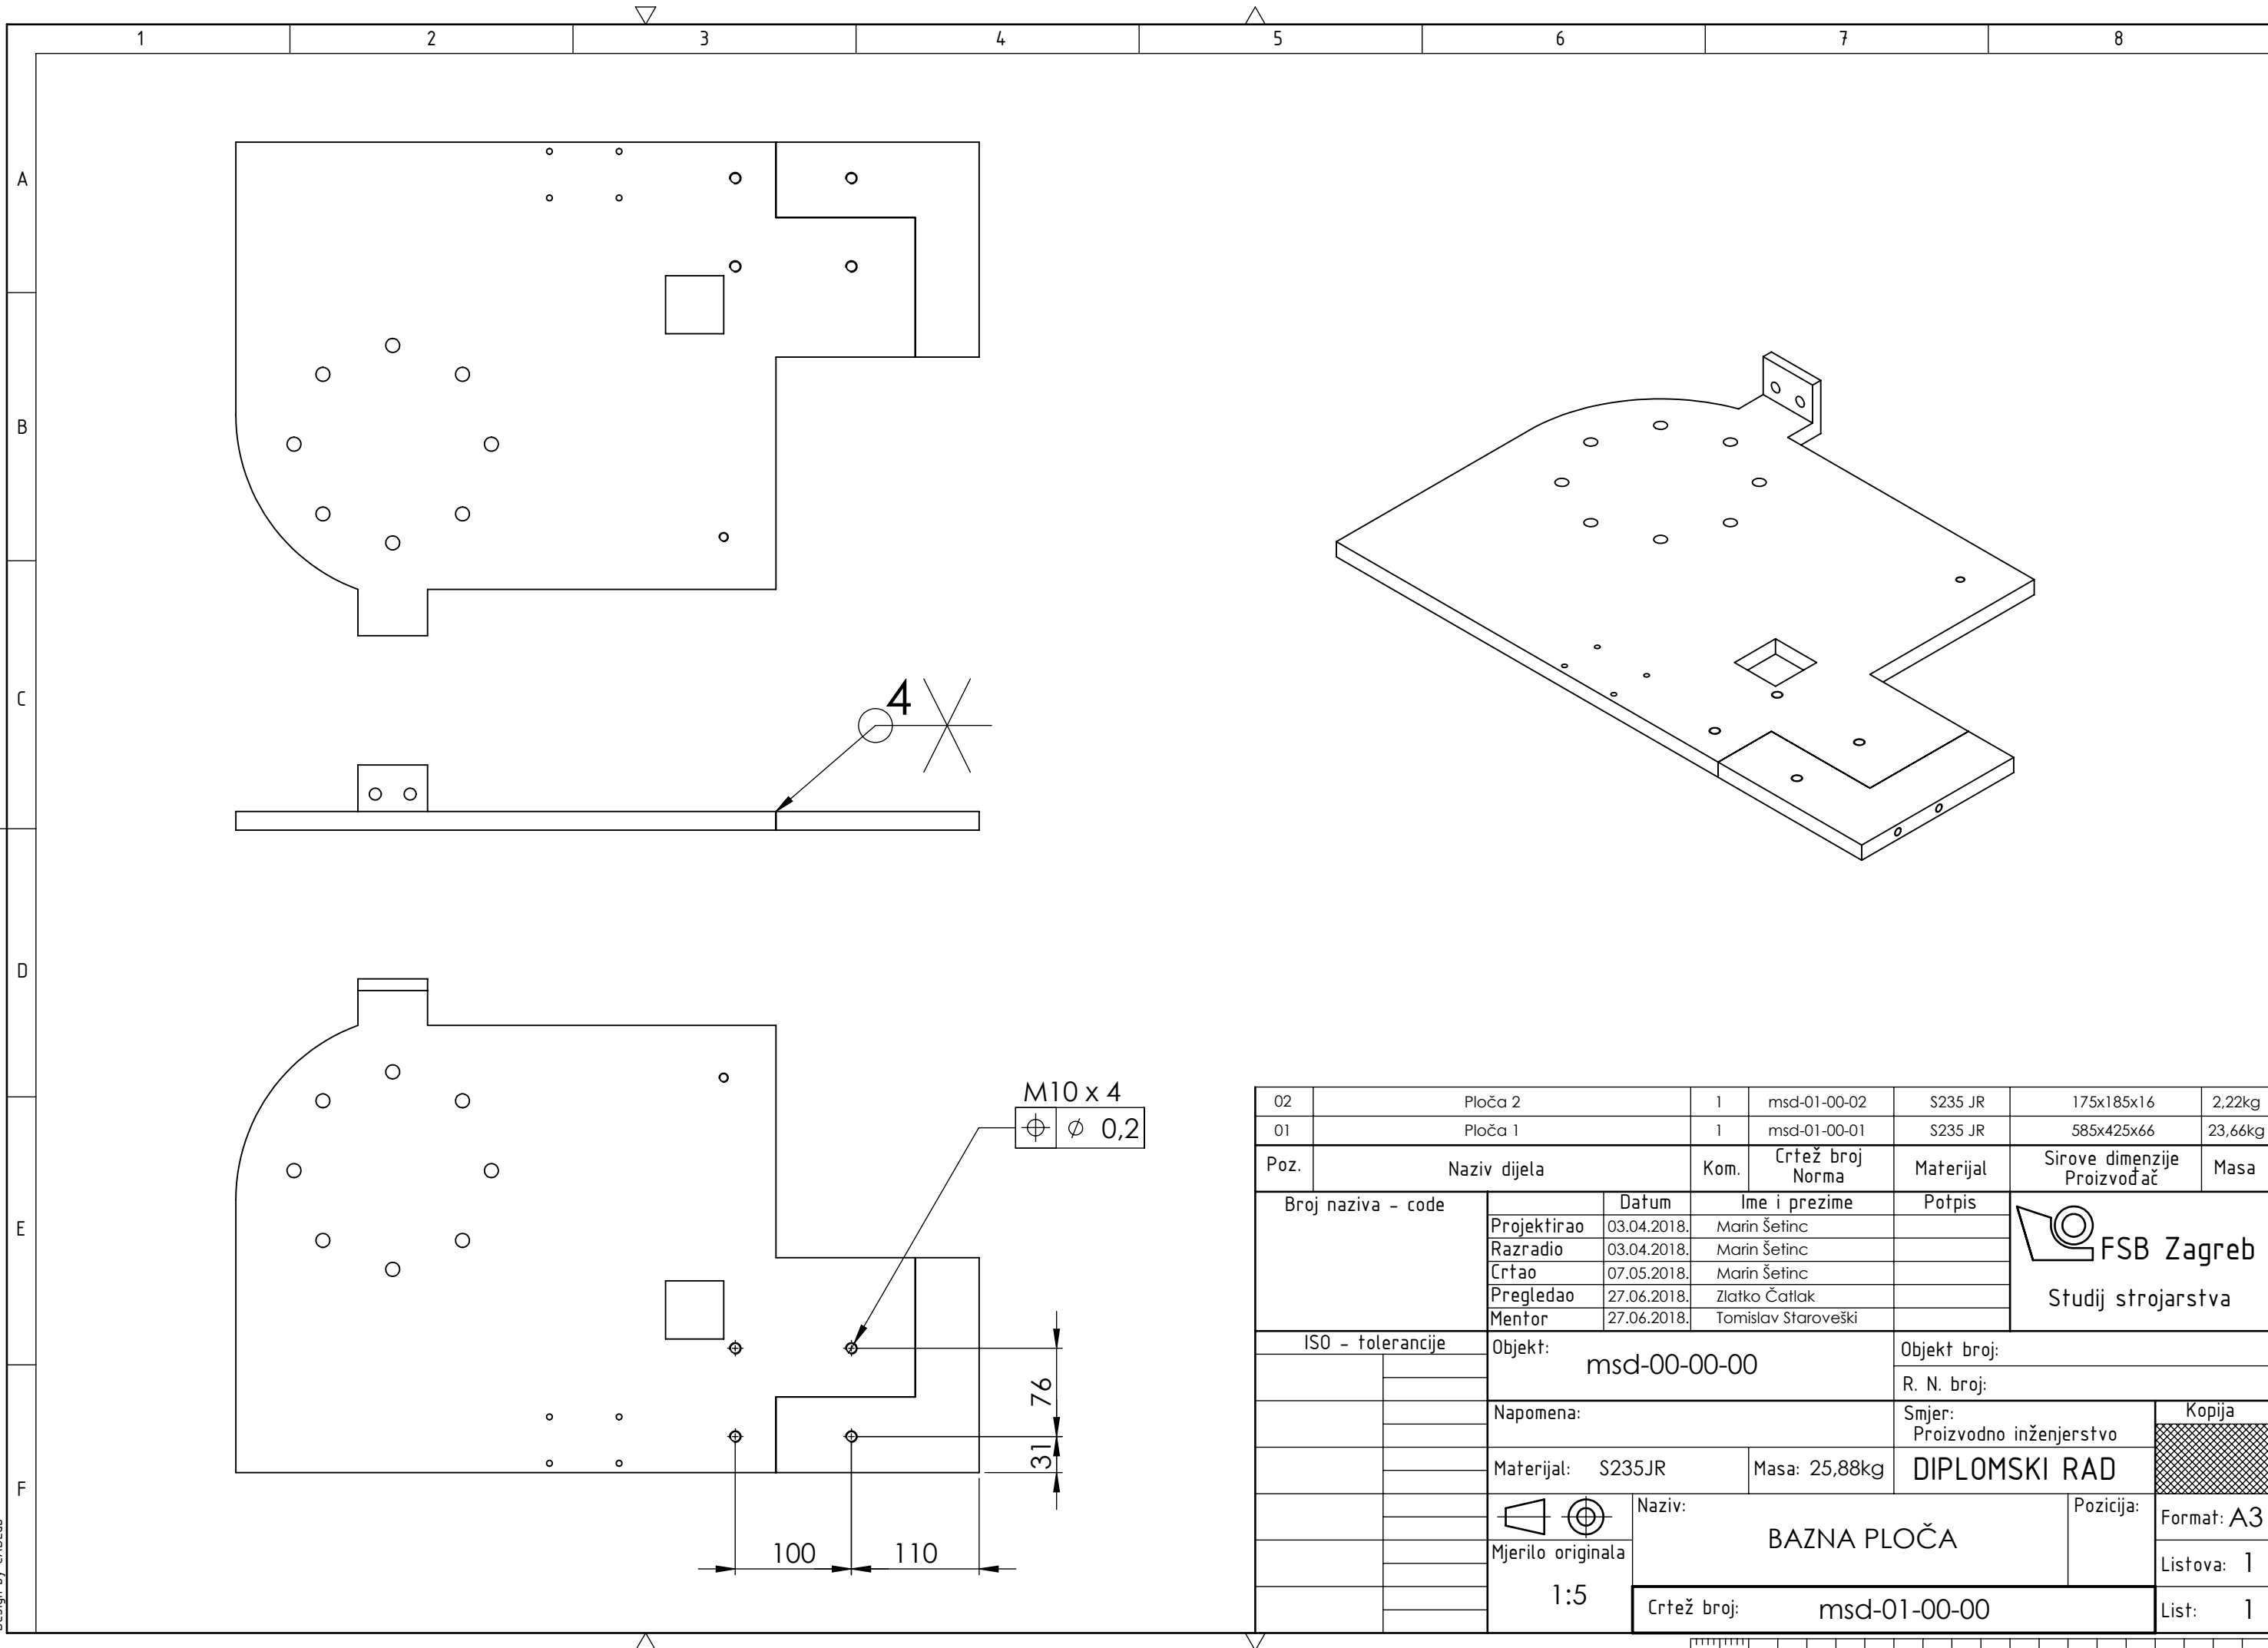 1 2 3 4 5 6 7 8
A
B
C
D
E
F
4
M10 x 4
⌀ 0,2
76
31
100 110
02 Ploča 2 1 msd-01-00-02 S235 JR 175x185x16 2,22kg
01 Ploča 1 1 msd-01-00-01 S235 JR 585x425x66 23,66kg
Poz. Naziv dijela Kom. Crtež broj Norma Materijal Sirove dimenzije Proizvođač Masa
Broj naziva - code Datum Ime i prezime Potpis
Projektirao 03.04.2018. Marin Šetinc
Razradio 03.04.2018. Marin Šetinc
Crtao 07.05.2018. Marin Šetinc
Pregledao 27.06.2018. Zlatko Čatlak
Mentor 27.06.2018. Tomislav Staroveški
FSB Zagreb
Studij strojarstva
ISO - tolerancije
Objekt: msd-00-00-00
Objekt broj:
R. N. broj:
Napomena:
Smjer:
Proizvodno inženjerstvo
Kopija
Materijal: S235JR Masa: 25,88kg DIPLOMSKI RAD
Naziv: BAZNA PLOČA
Pozicija:
Format: A3
Mjerilo originala
1:5
Listova: 1
Crtež broj: msd-01-00-00
List: 1